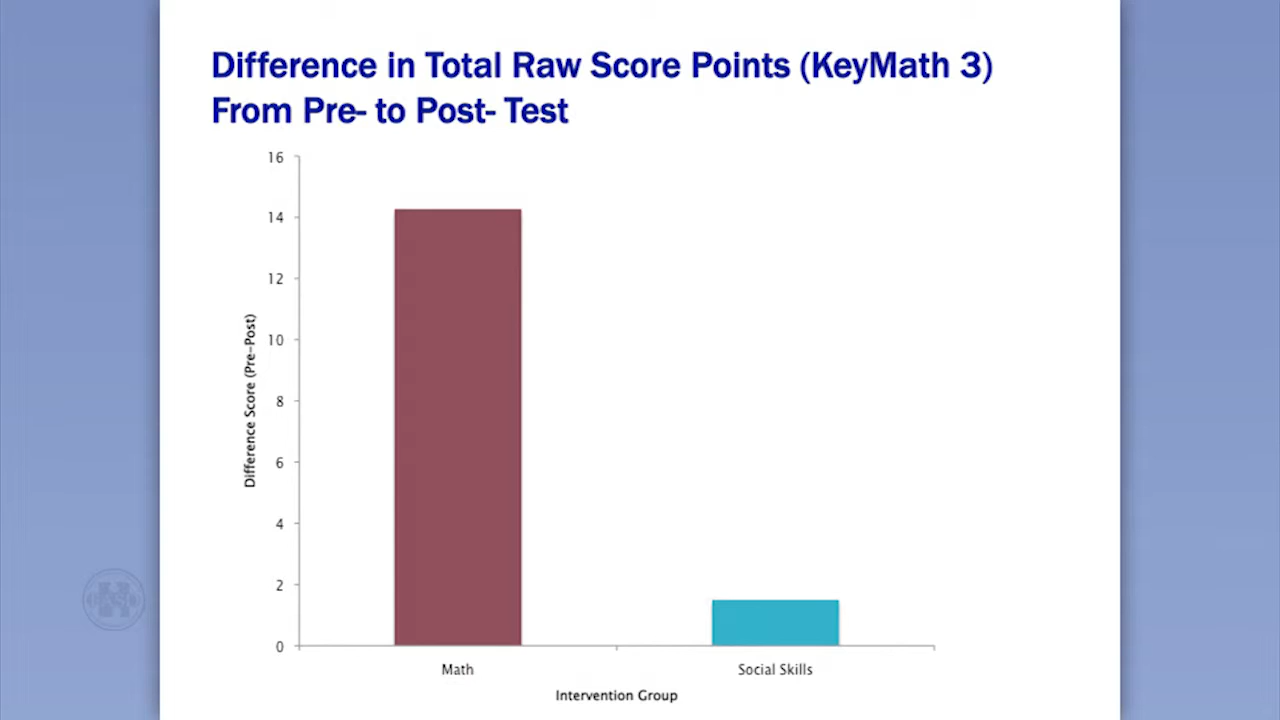 Difference in Total Raw Score Points (KeyMath 3)
From Pre- to Post- Test
16
14
12
10
8
6
4
2
0
Difference Score (Pre-Post)
Math
Social Skills
Intervention Group